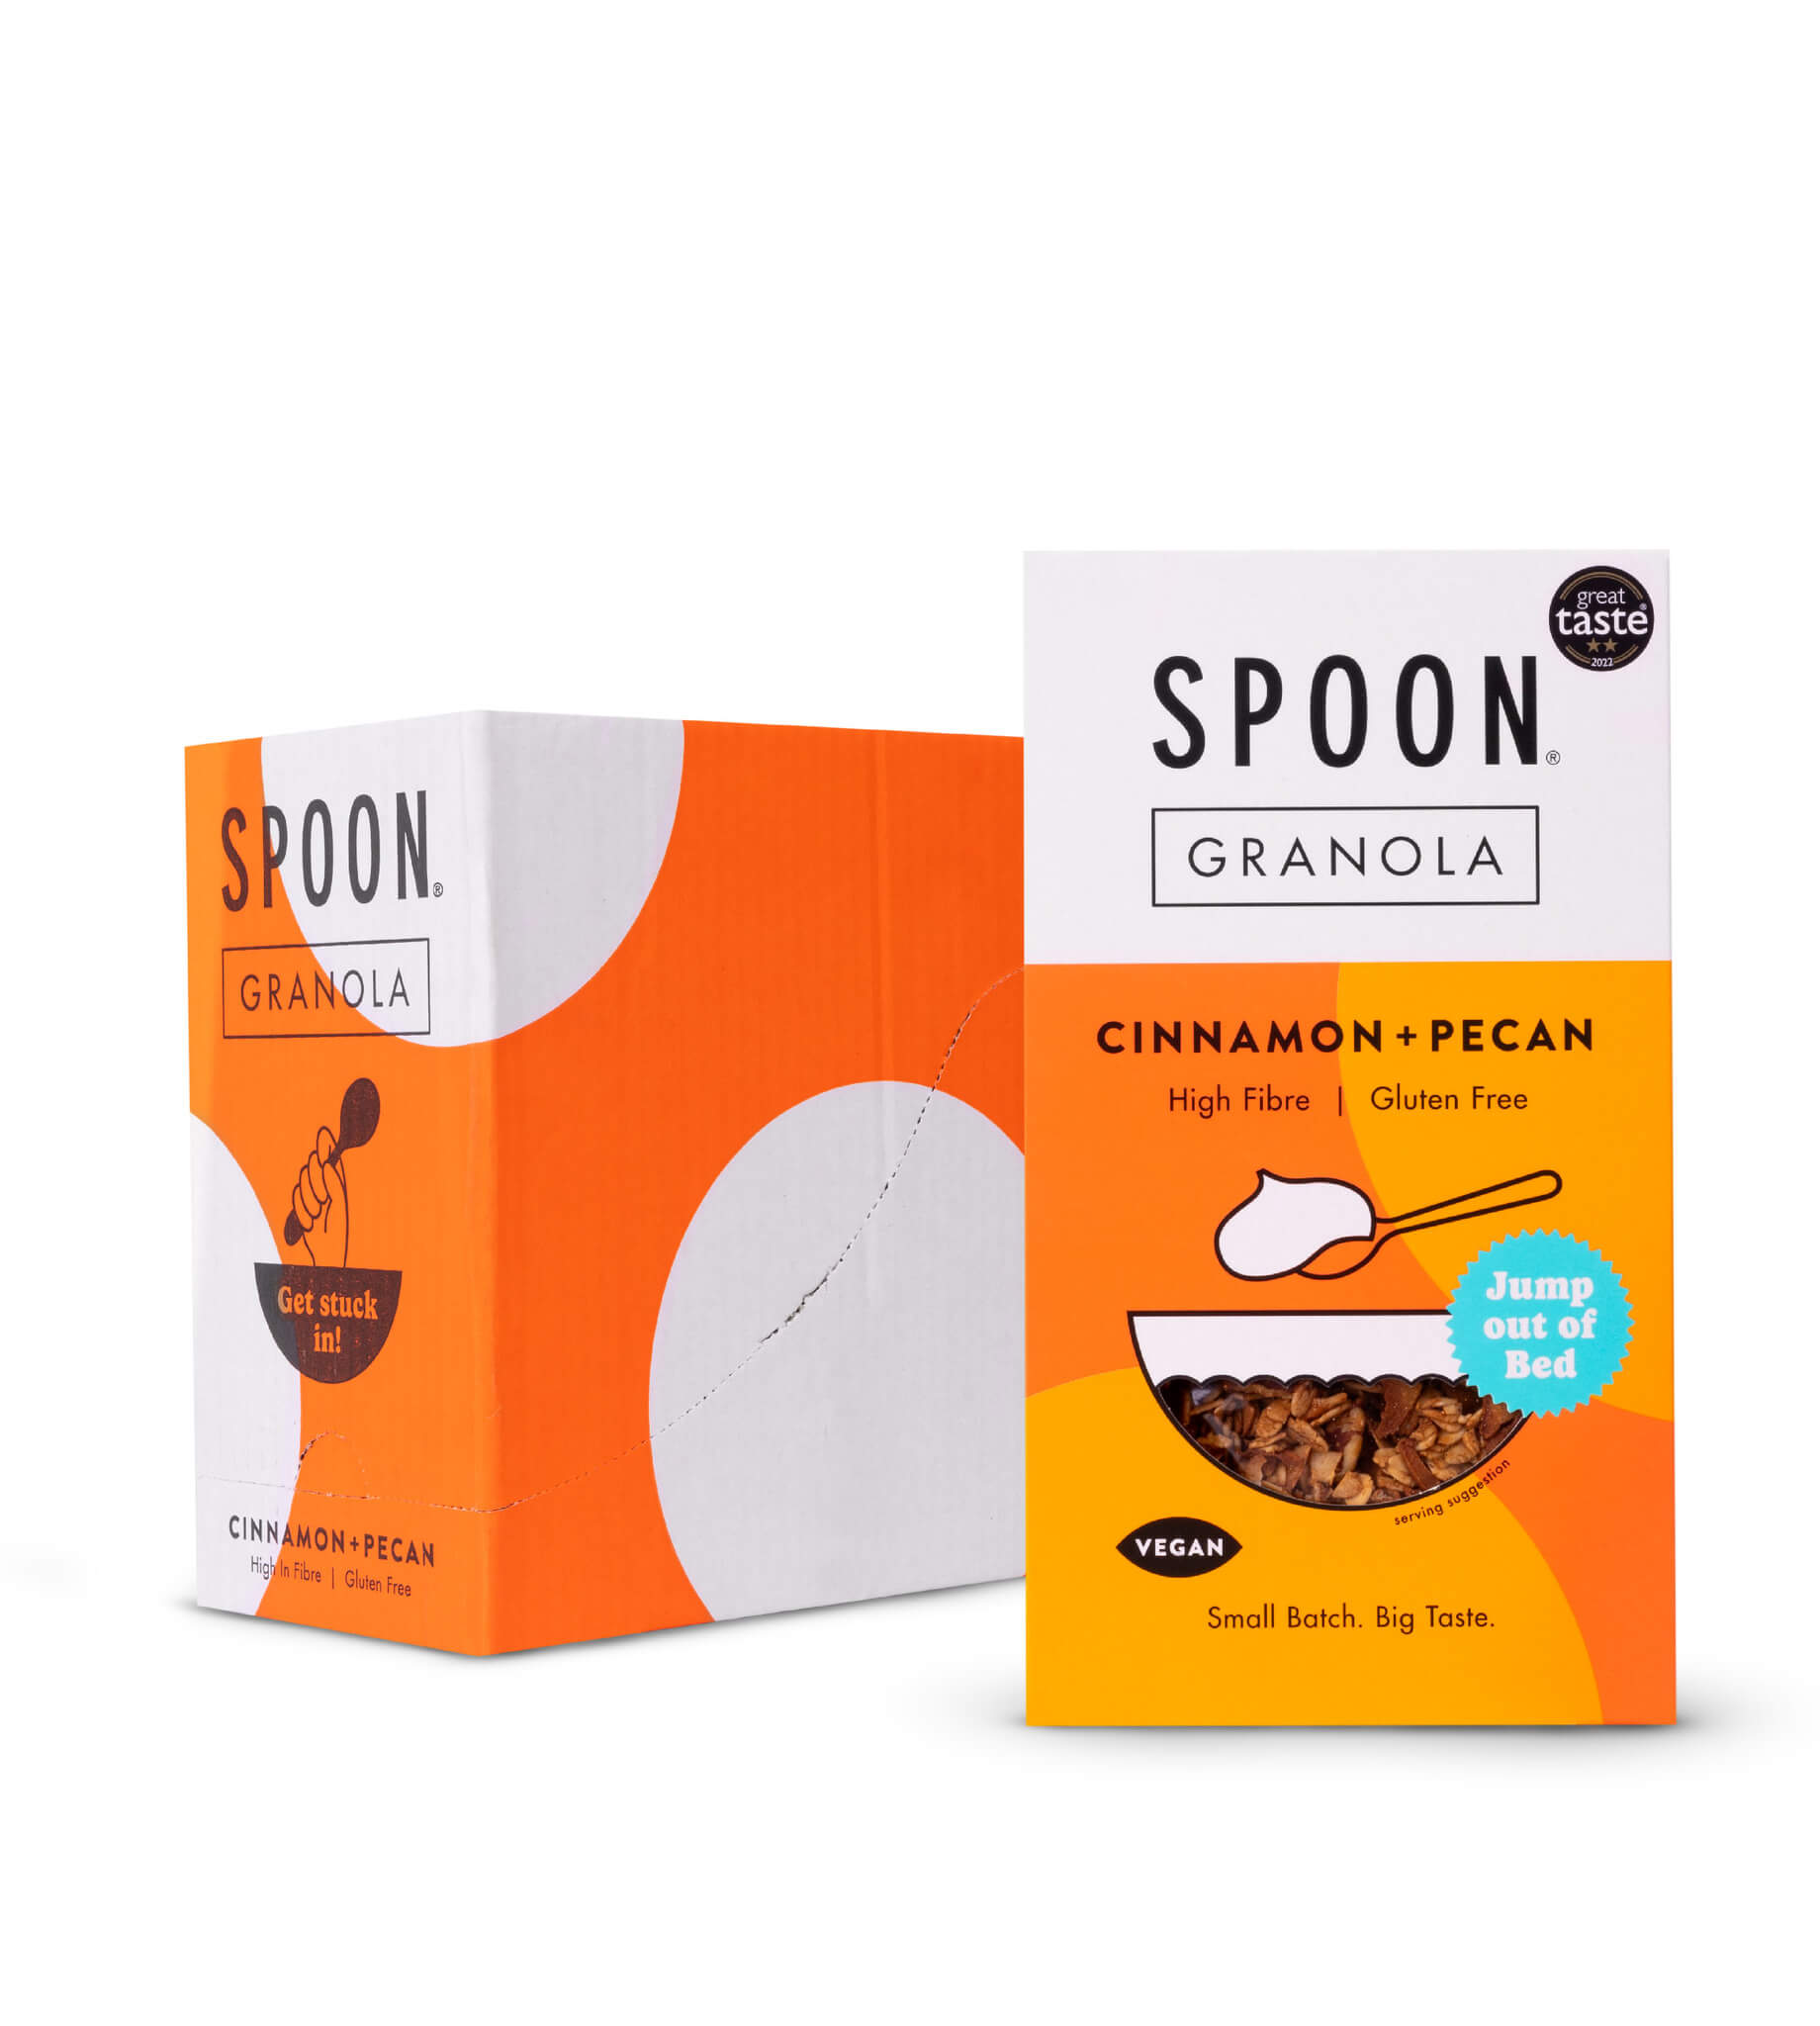 SPOON®
GRANOLA
Get stuck
in!
CINNAMON+PECAN
High In Fibre | Gluten Free
great
taste®
2022
SPOON®
GRANOLA
CINNAMON+PECAN
High Fibre | Gluten Free
Jump
out of
Bed
serving suggestion
VEGAN
Small Batch. Big Taste.